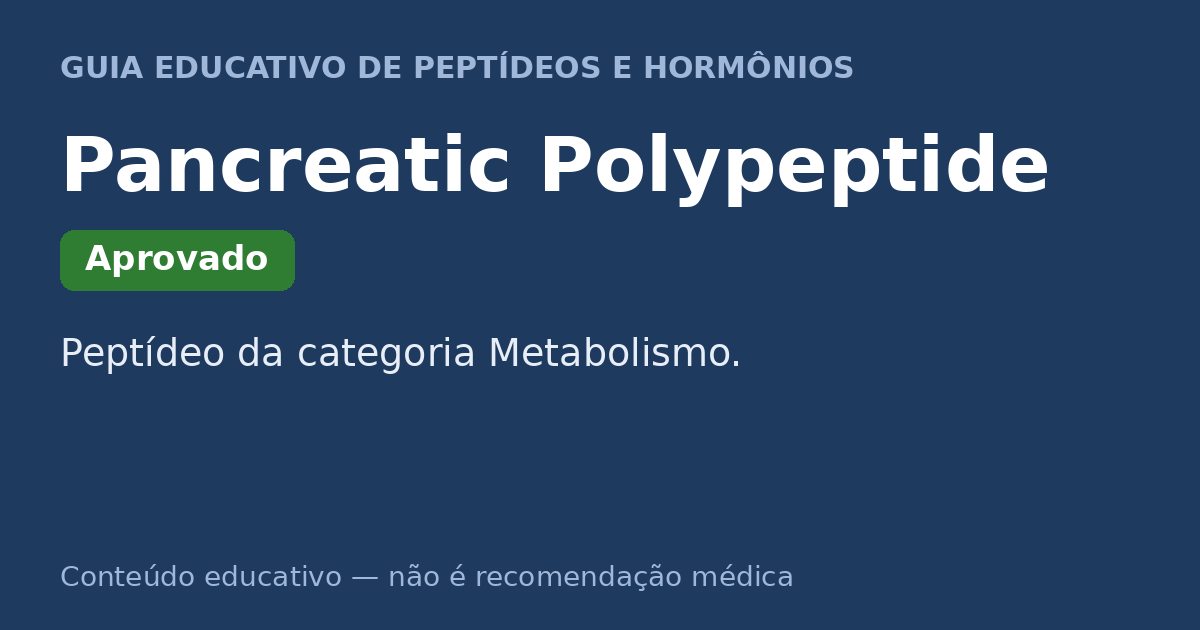 GUIA EDUCATIVO DE PEPTÍDEOS E HORMÔNIOS
Pancreatic Polypeptide
Aprovado
Peptídeo da categoria Metabolismo.
Conteúdo educativo — não é recomendação médica